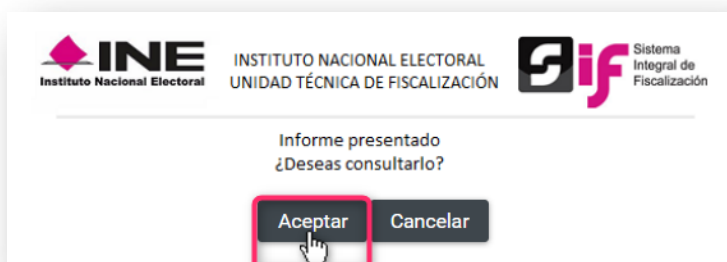 INE
Instituto Nacional Electoral
INSTITUTO NACIONAL ELECTORAL
UNIDAD TÉCNICA DE FISCALIZACIÓN
Sif
Sistema
Integral de
Fiscalización
Informe presentado
¿Deseas consultarlo?
Aceptar Cancelar